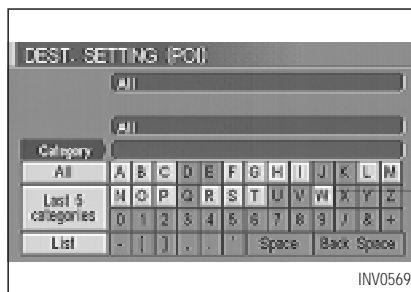 DEST. SETTING (POI)
All
All
Category
All A B C D E F G H I J K L M
Last 5 categories N O P Q R S T U V W X Y Z
0 1 2 3 4 5 6 7 8 9 / & +
List - ( ) . , ' Space Back Space
INV0569